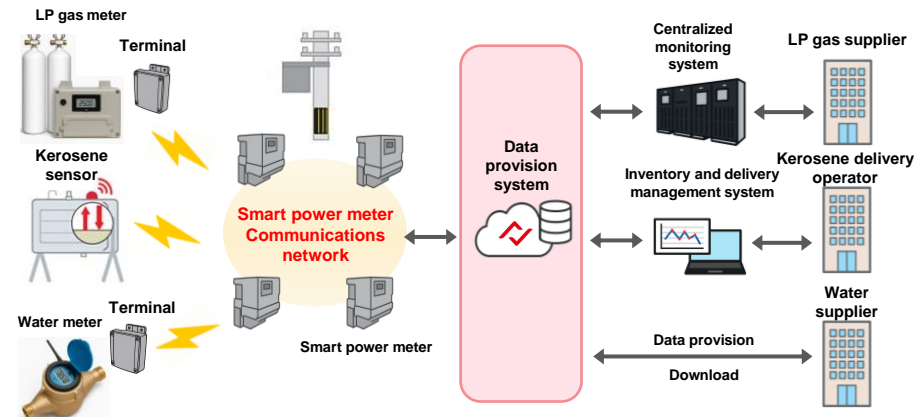 LP gas meter
Terminal
Kerosene
sensor
Water meter
Terminal
Smart power meter
Communications
network
Smart power meter
Data
provision
system
Centralized
monitoring
system
LP gas supplier
Inventory and delivery
management system
Kerosene delivery
operator
Water
supplier
Data provision
Download